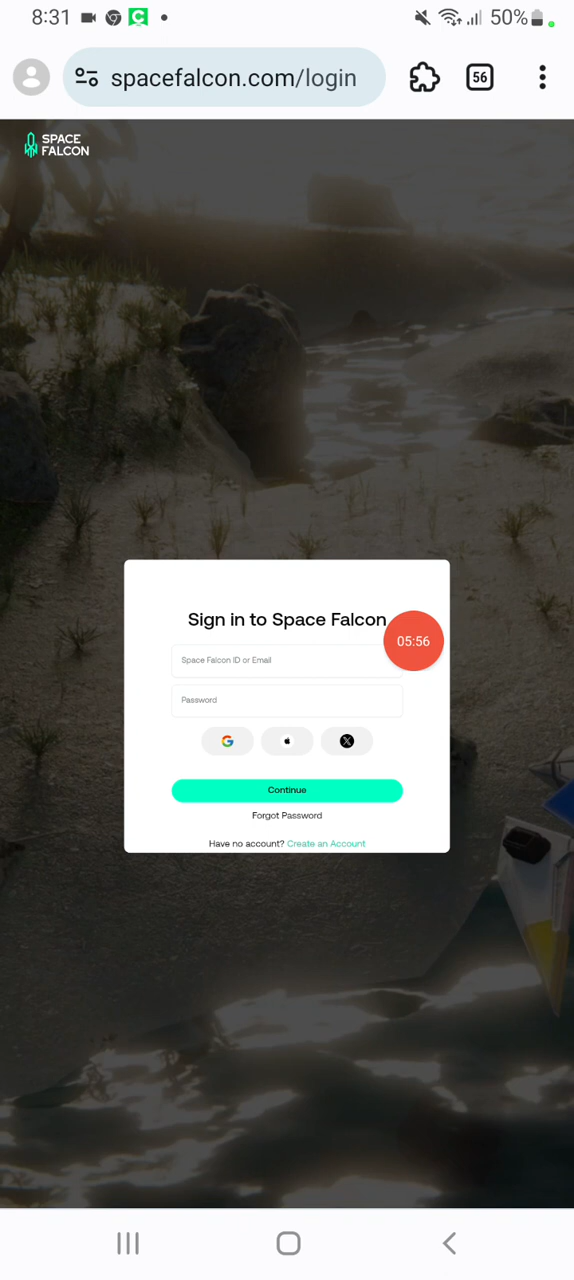 8:31
50%
spacefalcon.com/login
56
SPACE
FALCON
Sign in to Space Falcon
05:56
Space Falcon ID or Email
Password
Continue
Forgot Password
Have no account? Create an Account